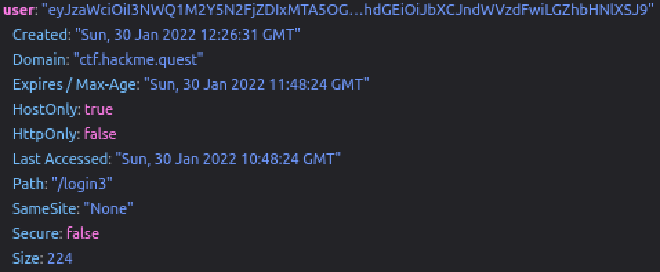 user: "eyJzaWciOiI3NWQ1M2Y5N2FjZDIxMTA5OG…hdGEiOiJbXCJndWVzdFwiLGZhbHNlXSJ9"
Created: "Sun, 30 Jan 2022 12:26:31 GMT"
Domain: "ctf.hackme.quest"
Expires / Max-Age: "Sun, 30 Jan 2022 11:48:24 GMT"
HostOnly: true
HttpOnly: false
Last Accessed: "Sun, 30 Jan 2022 10:48:24 GMT"
Path: "/login3"
SameSite: "None"
Secure: false
Size: 224